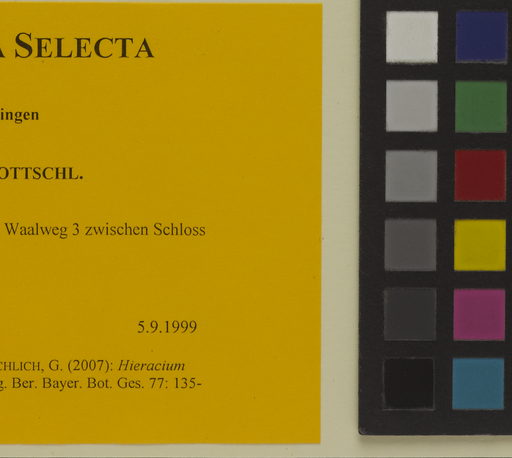 SELECTA
ingen
OTTSCHL.
Waalweg 3 zwischen Schloss
5.9.1999
CHLICH, G. (2007): Hieracium
g. Ber. Bayer. Bot. Ges. 77: 135-